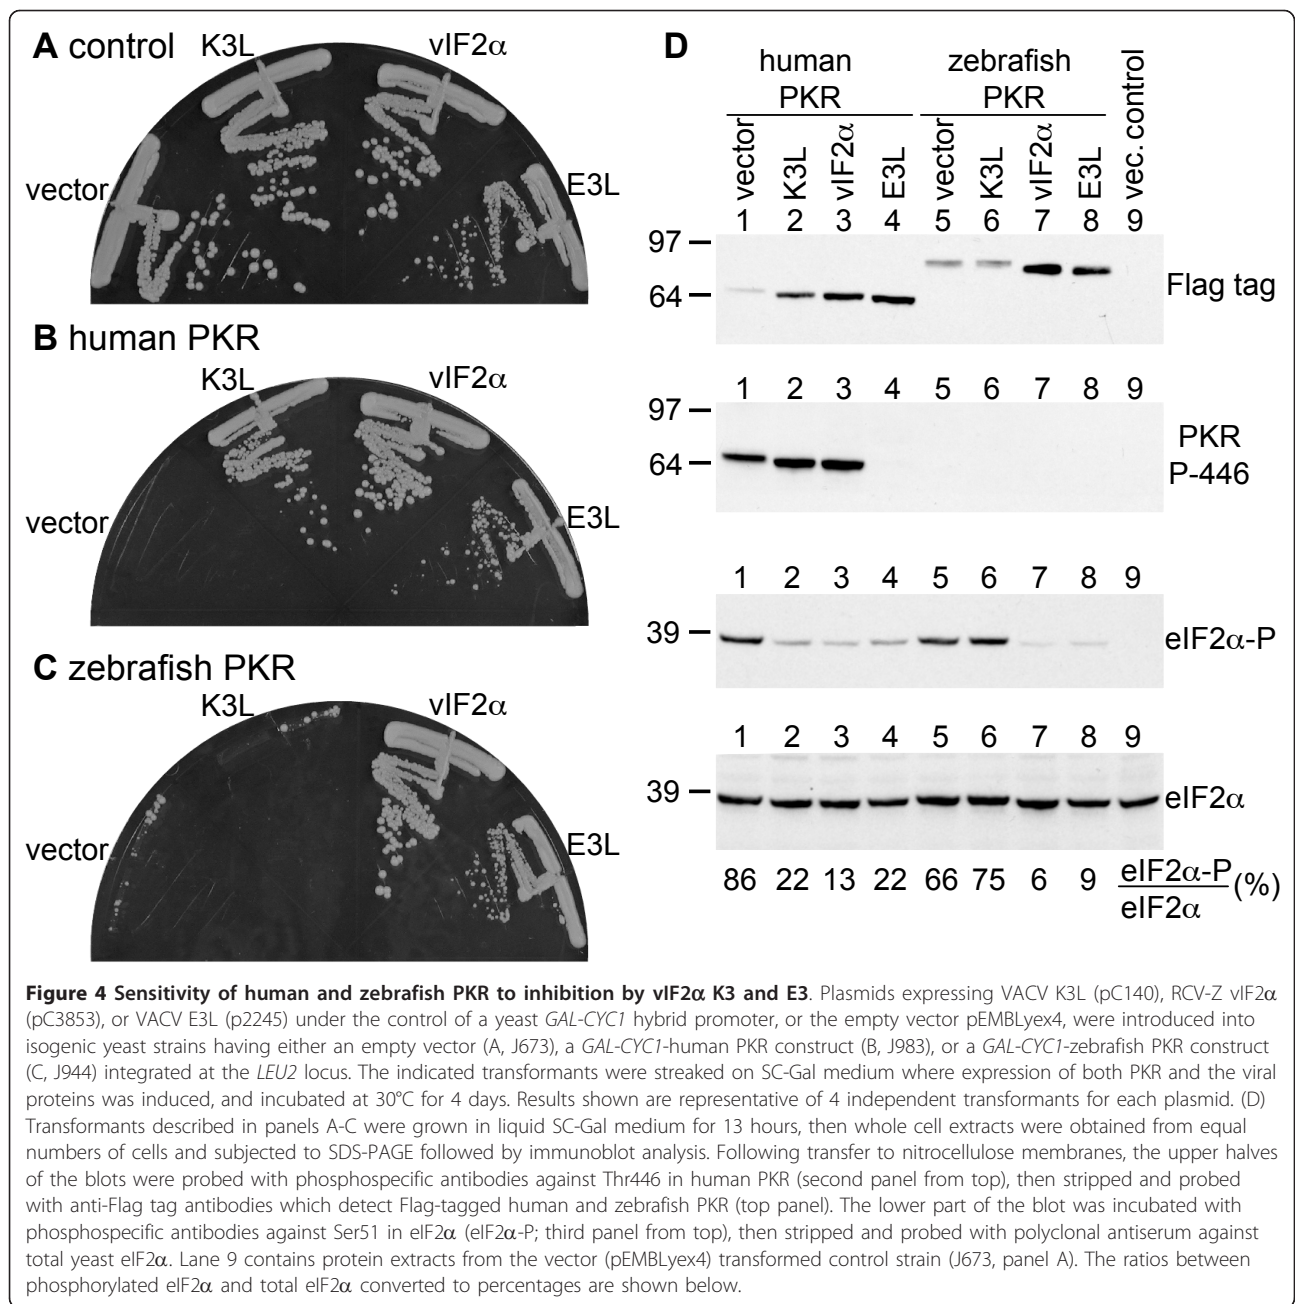 A control
K3L
vIF2α
vector
E3L
B human PKR
K3L
vIF2α
vector
E3L
C zebrafish PKR
K3L
vIF2α
vector
E3L
D
human PKR
zebrafish PKR
vector
K3L
vIF2α
E3L
vector
K3L
vIF2α
E3L
vec. control
1 2 3 4 5 6 7 8 9
97
64
Flag tag
1 2 3 4 5 6 7 8 9
97
64
PKR
P-446
1 2 3 4 5 6 7 8 9
39
eIF2α-P
1 2 3 4 5 6 7 8 9
39
eIF2α
86 22 13 22 66 75 6 9
eIF2α-P
eIF2α
(%)
Figure 4 Sensitivity of human and zebrafish PKR to inhibition by vIF2α K3 and E3. Plasmids expressing VACV K3L (pC140), RCV-Z vIF2α
(pC3853), or VACV E3L (p2245) under the control of a yeast GAL-CYC1 hybrid promoter, or the empty vector pEMBLyex4, were introduced into
isogenic yeast strains having either an empty vector (A, J673), a GAL-CYC1-human PKR construct (B, J983), or a GAL-CYC1-zebrafish PKR construct
(C, J944) integrated at the LEU2 locus. The indicated transformants were streaked on SC-Gal medium where expression of both PKR and the viral
proteins was induced, and incubated at 30°C for 4 days. Results shown are representative of 4 independent transformants for each plasmid. (D)
Transformants described in panels A-C were grown in liquid SC-Gal medium for 13 hours, then whole cell extracts were obtained from equal
numbers of cells and subjected to SDS-PAGE followed by immunoblot analysis. Following transfer to nitrocellulose membranes, the upper halves
of the blots were probed with phosphospecific antibodies against Thr446 in human PKR (second panel from top), then stripped and probed
with anti-Flag tag antibodies which detect Flag-tagged human and zebrafish PKR (top panel). The lower part of the blot was incubated with
phosphospecific antibodies against Ser51 in eIF2α (eIF2α-P; third panel from top), then stripped and probed with polyclonal antiserum against
total yeast eIF2α. Lane 9 contains protein extracts from the vector (pEMBLyex4) transformed control strain (J673, panel A). The ratios between
phosphorylated eIF2α and total eIF2α converted to percentages are shown below.